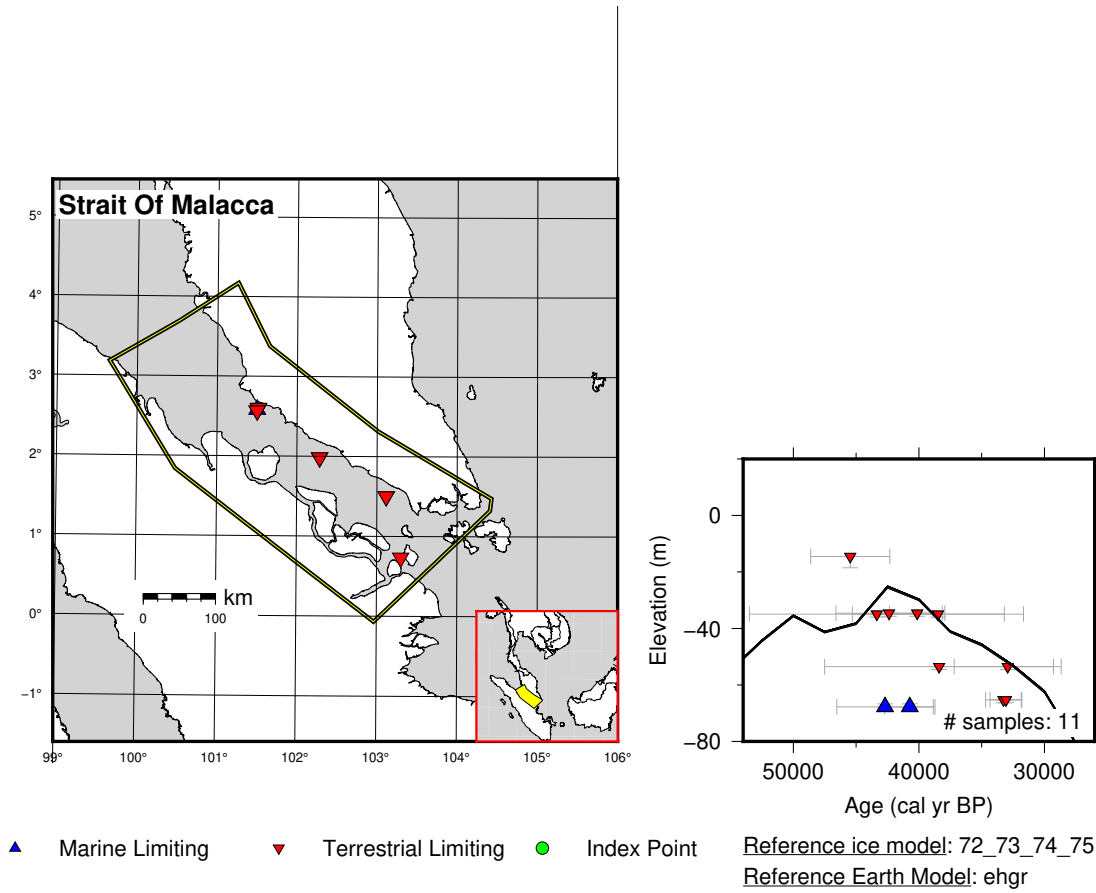 Strait Of Malacca
5°
4°
3°
2°
1°
0°
−1°
km
0 100
99° 100° 101° 102° 103° 104° 105° 106°
Elevation (m)
0
−40
−80
# samples: 11
50000 40000 30000
Age (cal yr BP)
Marine Limiting Terrestrial Limiting Index Point
Reference ice model: 72_73_74_75
Reference Earth Model: ehgr